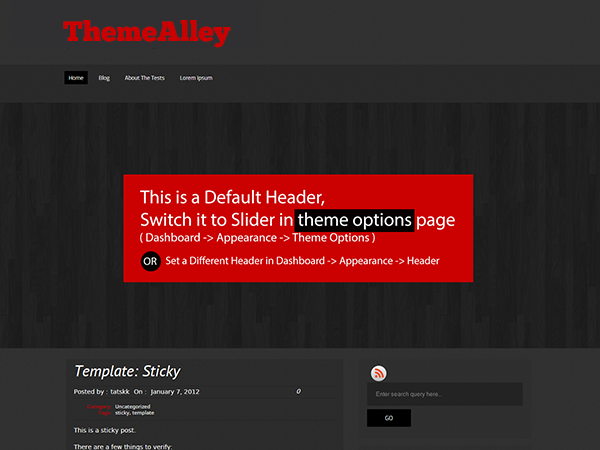 ThemeAlley
Home Blog About The Tests Lorem Ipsum
This is a Default Header,
Switch it to Slider in theme options page
( Dashboard -> Appearance -> Theme Options )
OR Set a Different Header in Dashboard -> Appearance -> Header
Template: Sticky
Posted by : tatskk On : January 7, 2012 0
Category: Uncategorized
Tags: sticky, template
This is a sticky post.
There are a few things to verify:
Enter search query here...
GO